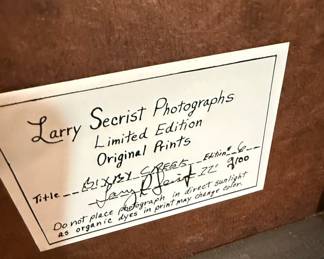 Larry Secrist Photographs
Limited Edition
Original Prints
Title BIXBY CREEK Edition# 6/100
Do not place photograph in direct sunlight
as organic dyes in print may change color.